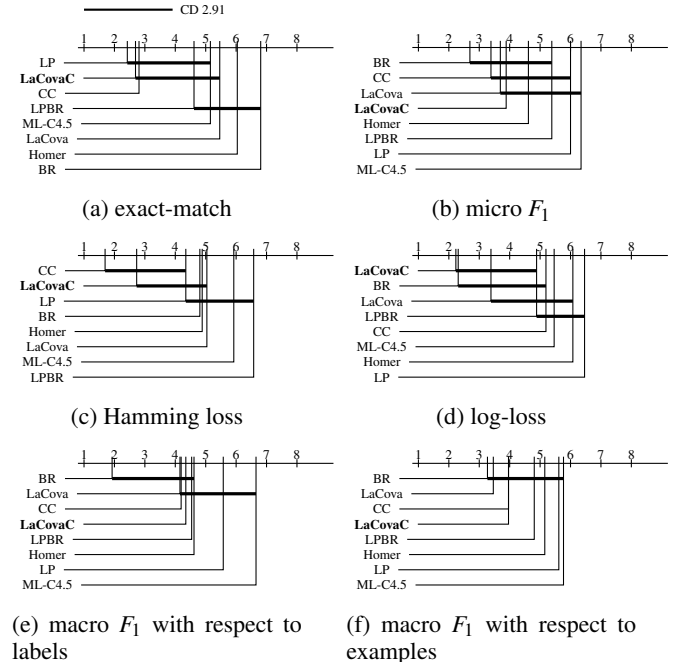 CD 2.91
1 2 3 4 5 6 7 8
LP
LaCovaC
CC
LPBR
ML-C4.5
LaCova
Homer
BR
(a) exact-match
1 2 3 4 5 6 7 8
BR
CC
LaCova
LaCovaC
Homer
LPBR
LP
ML-C4.5
(b) micro F1
1 2 3 4 5 6 7 8
CC
LaCovaC
LP
BR
Homer
LaCova
ML-C4.5
LPBR
(c) Hamming loss
1 2 3 4 5 6 7 8
LaCovaC
BR
LaCova
LPBR
CC
ML-C4.5
Homer
LP
(d) log-loss
1 2 3 4 5 6 7 8
BR
LaCova
CC
LaCovaC
LPBR
Homer
LP
ML-C4.5
(e) macro F1 with respect to
labels
1 2 3 4 5 6 7 8
BR
LaCova
CC
LaCovaC
LPBR
Homer
LP
ML-C4.5
(f) macro F1 with respect to
examples